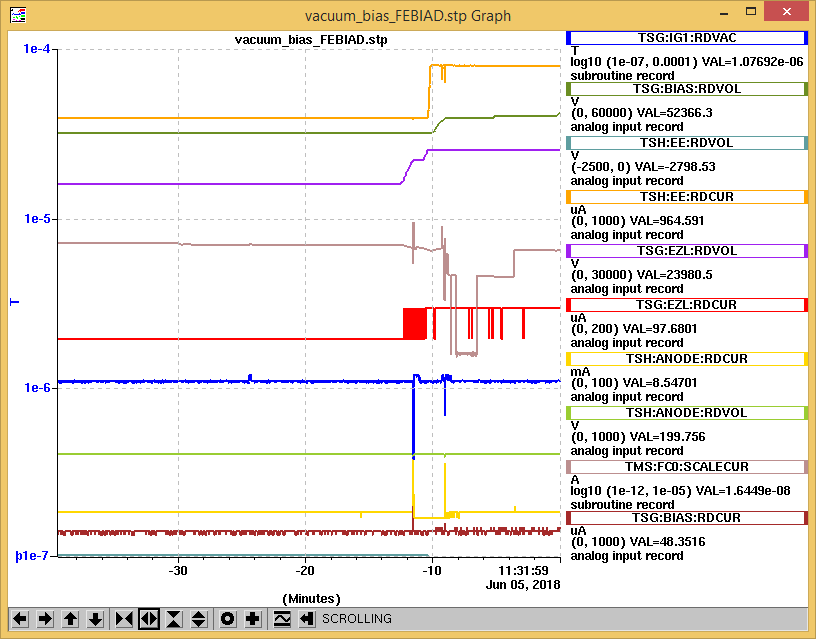 vacuum_bias_FEBIAD.stp Graph
vacuum_bias_FEBIAD.stp
1e-4
1e-5
T
1e-6
1e-7
-30
-20
-10
11:31:59
Jun 05, 2018
(Minutes)
TSG:IG1:RDVAC
T
log10 (1e-07, 0.0001) VAL=1.07692e-06
subroutine record
TSG:BIAS:RDVOL
V
(0, 60000) VAL=52366.3
analog input record
TSH:EE:RDVOL
V
(-2500, 0) VAL=-2798.53
analog input record
TSH:EE:RDCUR
uA
(0, 1000) VAL=964.591
analog input record
TSG:EZL:RDVOL
V
(0, 30000) VAL=23980.5
analog input record
TSG:EZL:RDCUR
uA
(0, 200) VAL=97.6801
analog input record
TSH:ANODE:RDCUR
mA
(0, 100) VAL=8.54701
analog input record
TSH:ANODE:RDVOL
V
(0, 1000) VAL=199.756
analog input record
TMS:FC0:SCALECUR
A
log10 (1e-12, 1e-05) VAL=1.6449e-08
subroutine record
TSG:BIAS:RDCUR
uA
(0, 1000) VAL=48.3516
analog input record
SCROLLING